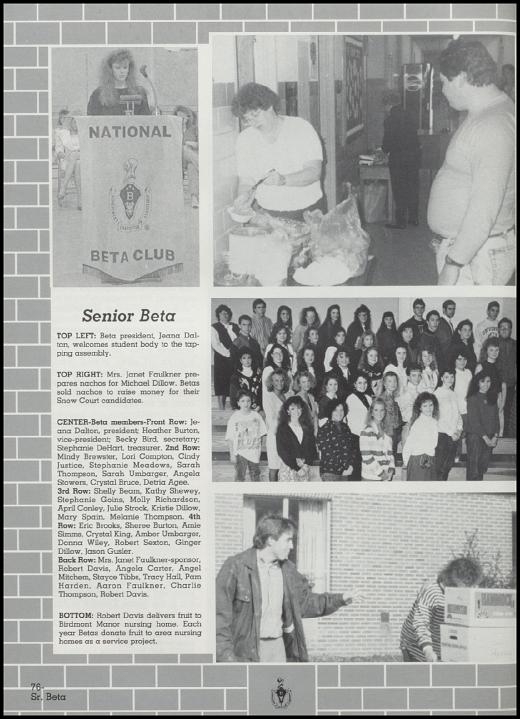 NATIONAL
B
BETA CLUB
Senior Beta
TOP LEFT: Beta president, Jeana Dal-
ton, welcomes student body to the tap-
ping assembly.
TOP RIGHT: Mrs. Janet Faulkner pre-
pares nachos for Michael Dillow. Betas
sold nachos to raise money for their
Snow Court candidates.
CENTER-Beta members-Front Row: Je-
ana Dalton, president; Heather Burton,
vice-president; Becky Bird, secretary;
Stephanie DeHart, treasurer. 2nd Row:
Mindy Brewster, Lori Compton, Cindy
Justice, Stephanie Meadows, Sarah
Thompson, Sarah Umbarger, Angela
Stowers, Crystal Bruce, Detria Agee.
3rd Row: Shelly Beam, Kathy Shewey,
Stephanie Goins, Molly Richardson,
April Conley, Julie Strock, Kristie Dillow,
Mary Spain, Melanie Thompson. 4th
Row: Eric Brooks, Sheree Burton, Amie
Simms, Crystal King, Amber Umbarger,
Donna Wiley, Robert Sexton, Ginger
Dillow, Jason Gusler.
Back Row: Mrs. Janet Faulkner-sponsor,
Robert Davis, Angela Carter, Angel
Mitchem, Stayce Tibbs, Tracy Hall, Pam
Harden, Aaron Faulkner, Charlie
Thompson, Robert Davis.
BOTTOM: Robert Davis delivers fruit to
Birdmont Manor nursing home. Each
year Betas donate fruit to area nursing
homes as a service project.
76-
Sr. Beta